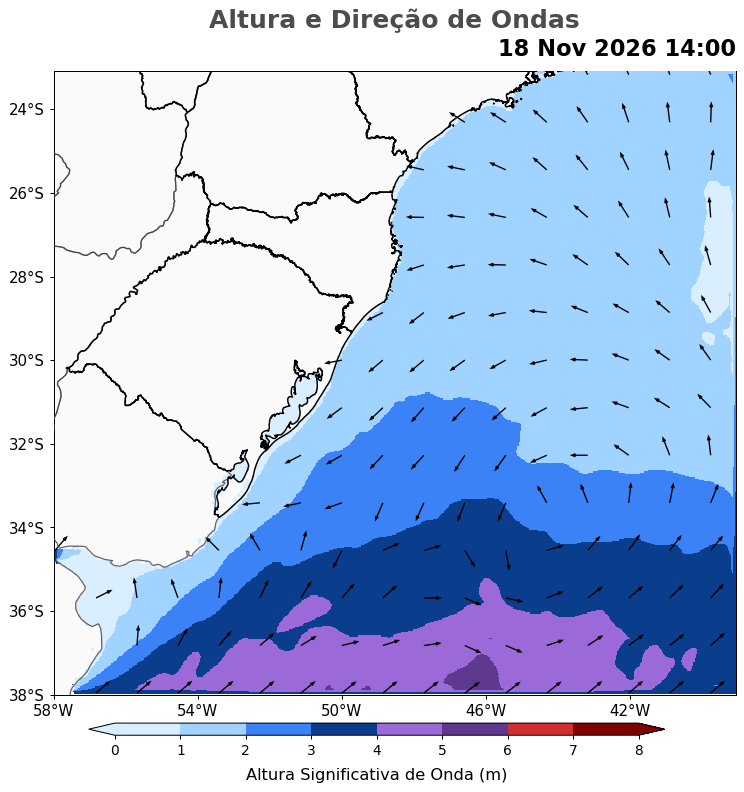 Altura e Direção de Ondas
18 Nov 2026 14:00
24°S
26°S
28°S
30°S
32°S
34°S
36°S
38°S
58°W 54°W 50°W 46°W 42°W
0 1 2 3 4 5 6 7 8
Altura Significativa de Onda (m)